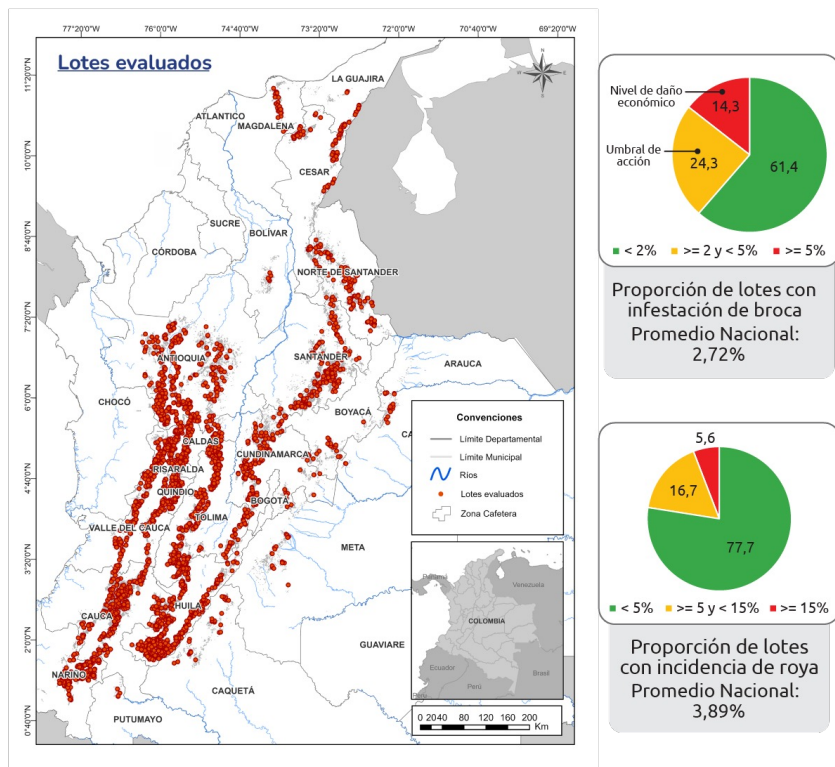 77°20'0"W
76°0'0"W
74°40'0"W
73°20'0"W
72°0'0"W
70°40'0"W
69°20'0"W
Lotes evaluados
N
E
S
11°20'0"N
10°0'0"N
8°40'0"N
7°20'0"N
6°0'0"N
4°40'0"N
3°20'0"N
2°0'0"N
0°40'0"N
LA GUAJIRA
ATLANTICO
MAGDALENA
CESAR
SUCRE
BOLÍVAR
CÓRDOBA
NORTE DE SANTANDER
ANTIOQUIA
SANTANDER
ARAUCA
CHOCÓ
BOYACÁ
CALDAS
CUNDINAMARCA
RISARALDA
QUINDIO
BOGOTÁ
TOLIMA
VALLE DEL CAUCA
META
CAUCA
HUILA
GUAVIARE
NARIÑO
CAQUETÁ
PUTUMAYO
CA
Convenciones
Límite Departamental
Límite Municipal
Ríos
Lotes evaluados
Zona Cafetera
Panamá
Venezuela
COLOMBIA
Ecuador
Perú
Brasil
0 20 40 80 120 160 200
Km
Nivel de daño
económico
14,3
Umbral de
acción
24,3
61,4
< 2% >= 2 y < 5% >= 5%
Proporción de lotes con
infestación de broca
Promedio Nacional:
2,72%
5,6
16,7
77,7
< 5% >= 5 y < 15% >= 15%
Proporción de lotes
con incidencia de roya
Promedio Nacional:
3,89%